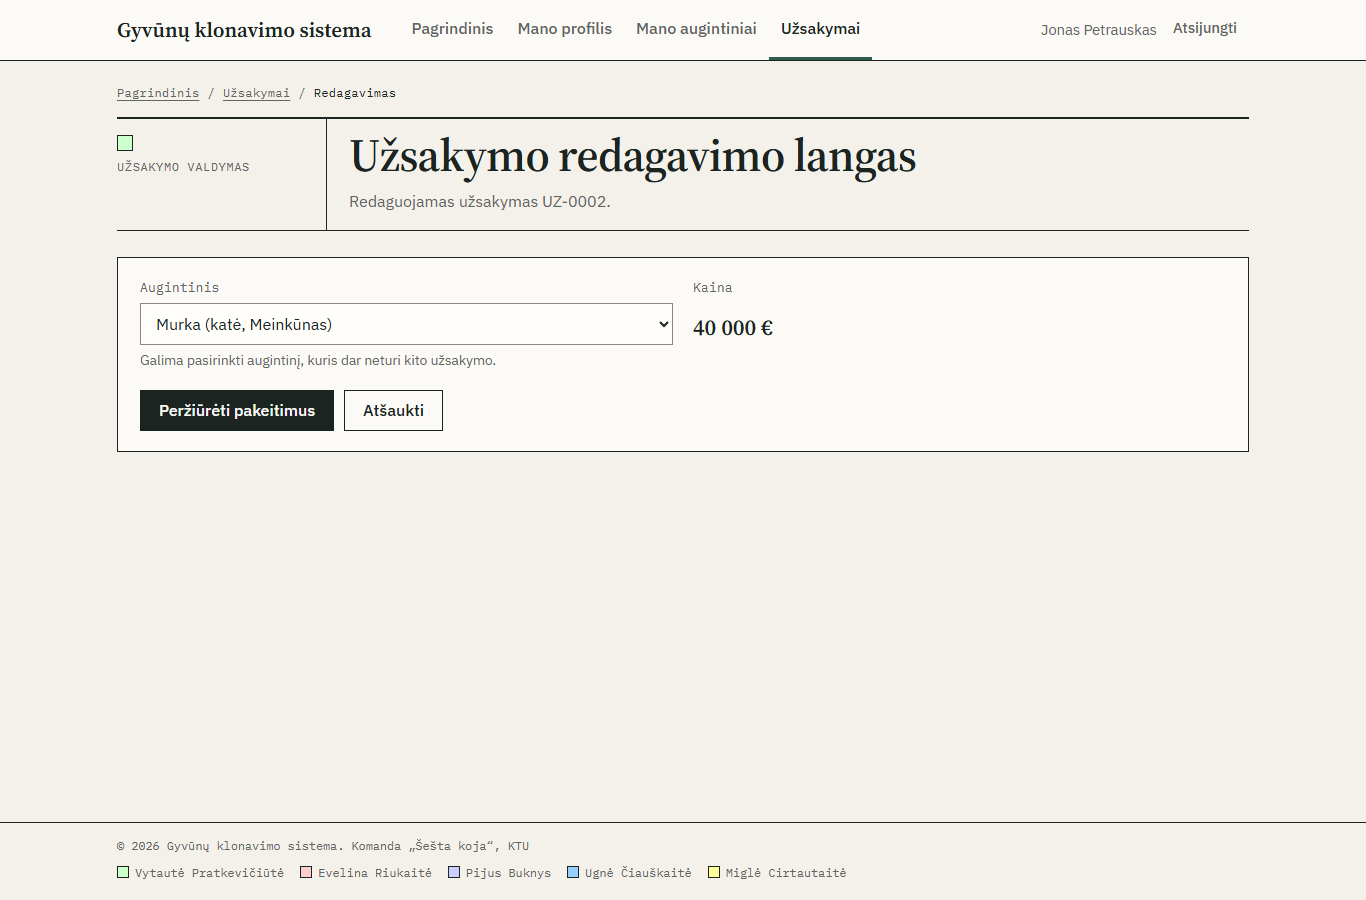 Gyvūnų klonavimo sistema Pagrindinis Mano profilis Mano augintiniai Užsakymai Jonas Petrauskas Atsijungti
Pagrindinis / Užsakymai / Redagavimas
UŽSAKYMO VALDYMAS
Užsakymo redagavimo langas
Redaguojamas užsakymas UZ-0002.
Augintinis
Murka (katė, Meinkūnas)
Galima pasirinkti augintinį, kuris dar neturi kito užsakymo.
Kaina
40 000 €
Peržiūrėti pakeitimus Atšaukti
© 2026 Gyvūnų klonavimo sistema. Komanda „Šešta koja“, KTU
Vytautė Pratkevičiūtė Evelina Riukaitė Pijus Buknys Ugnė Čiauškaitė Miglė Cirtautaitė